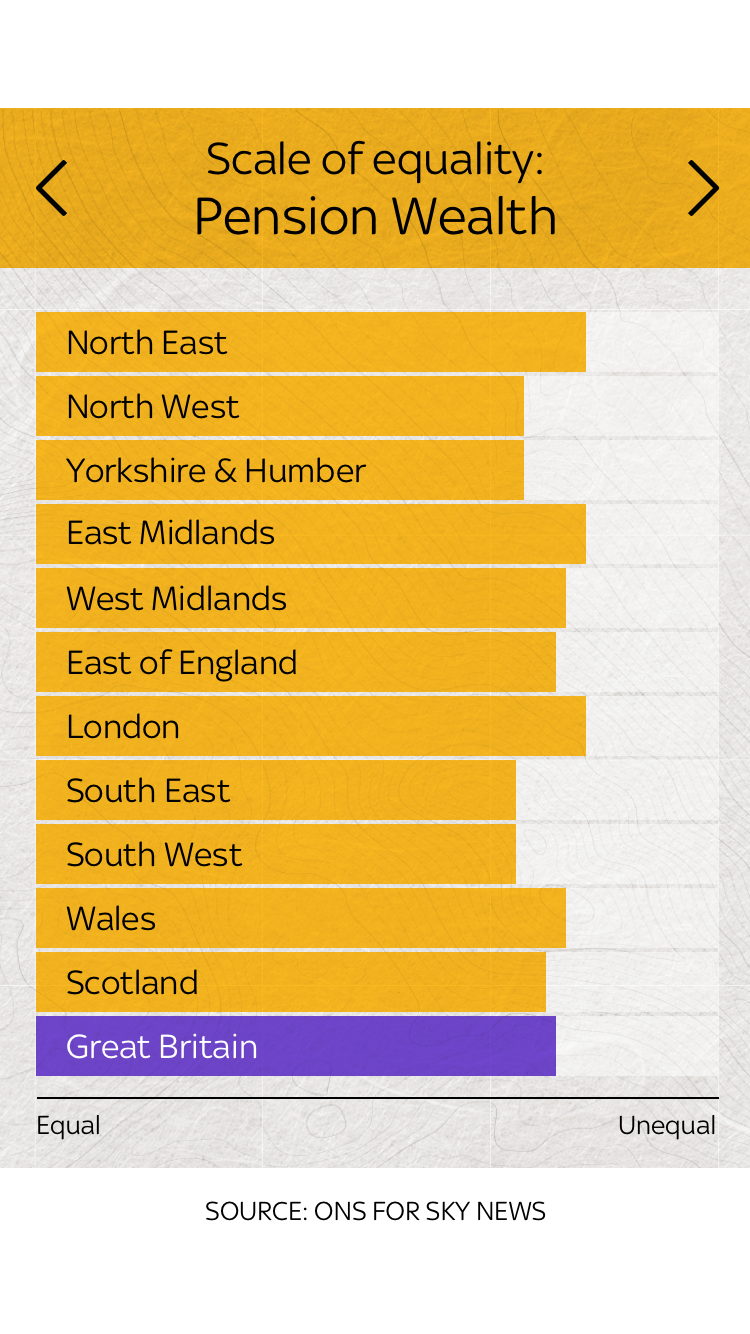 Scale of equality:
Pension Wealth
North East
North West
Yorkshire & Humber
East Midlands
West Midlands
East of England
London
South East
South West
Wales
Scotland
Great Britain
Equal
Unequal
SOURCE: ONS FOR SKY NEWS